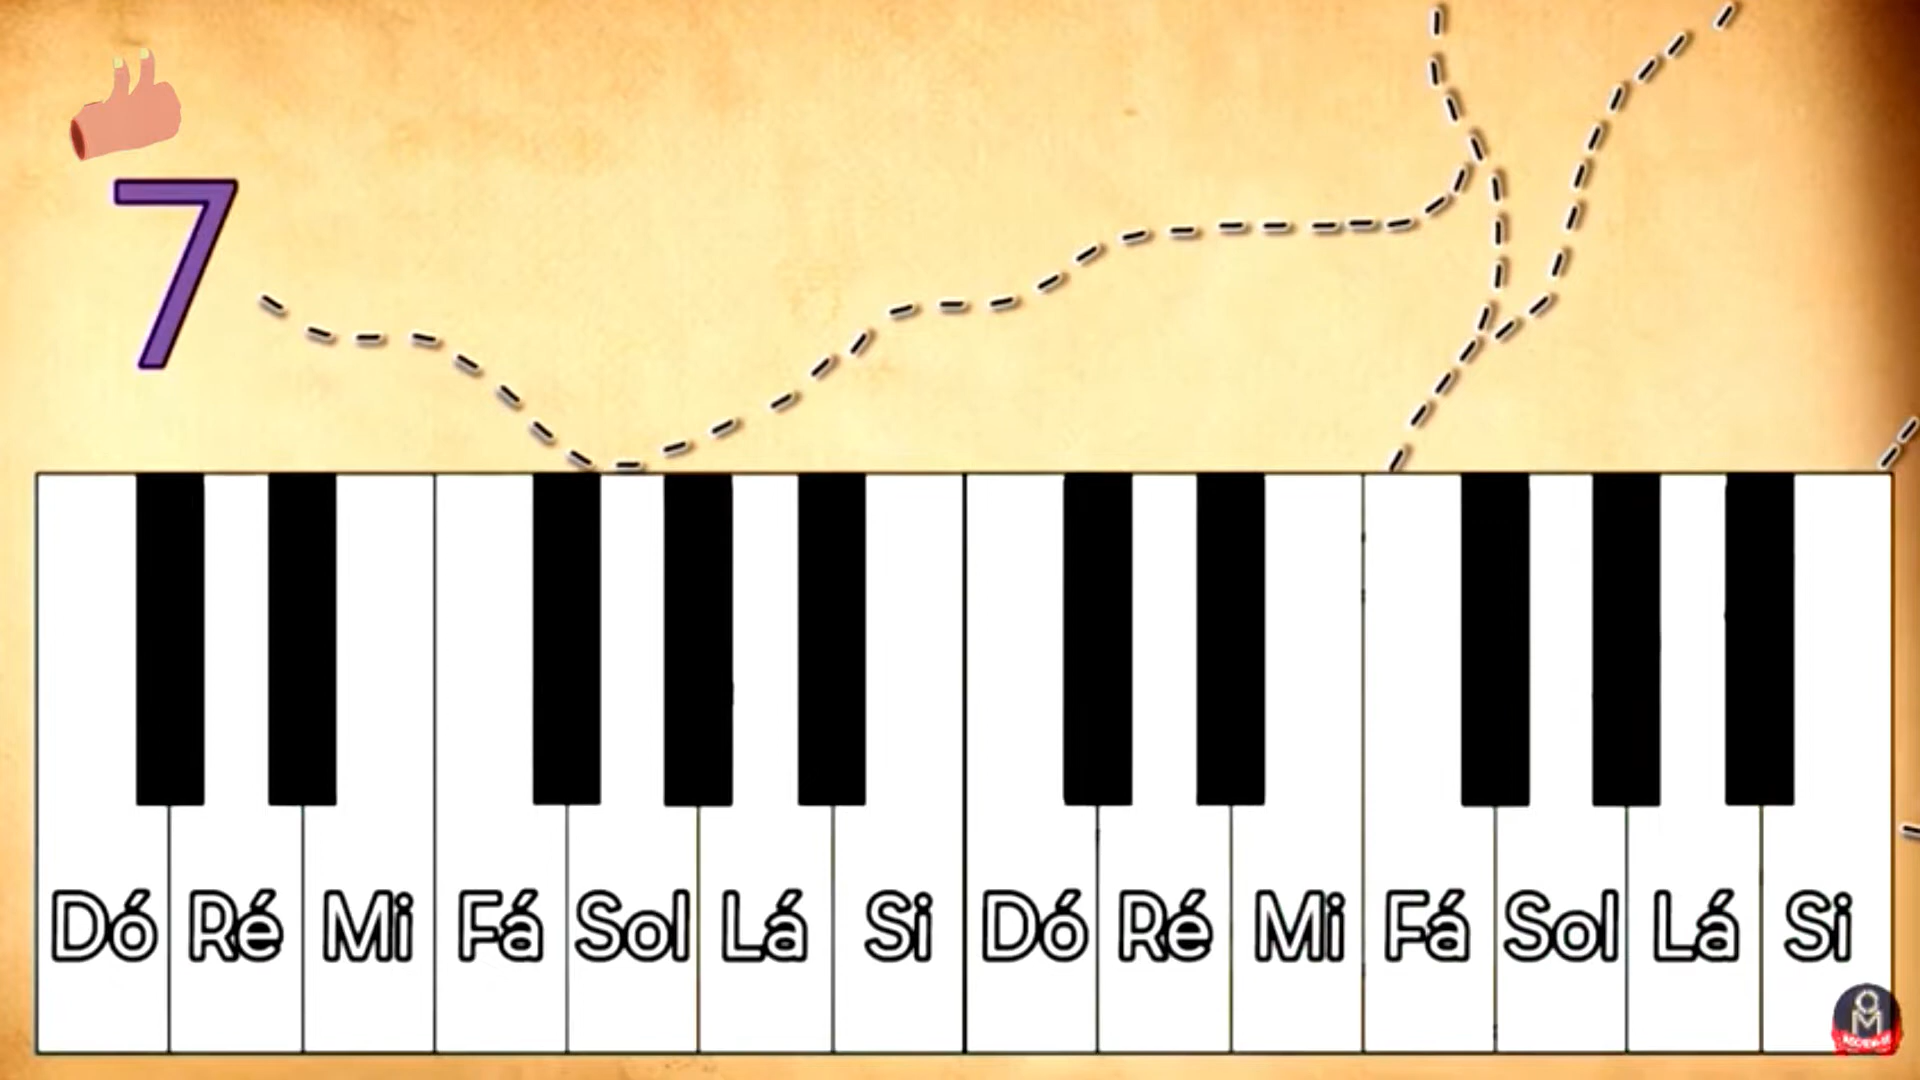 7
Dó Ré Mi Fá Sol Lá Si Dó Ré Mi Fá Sol Lá Si